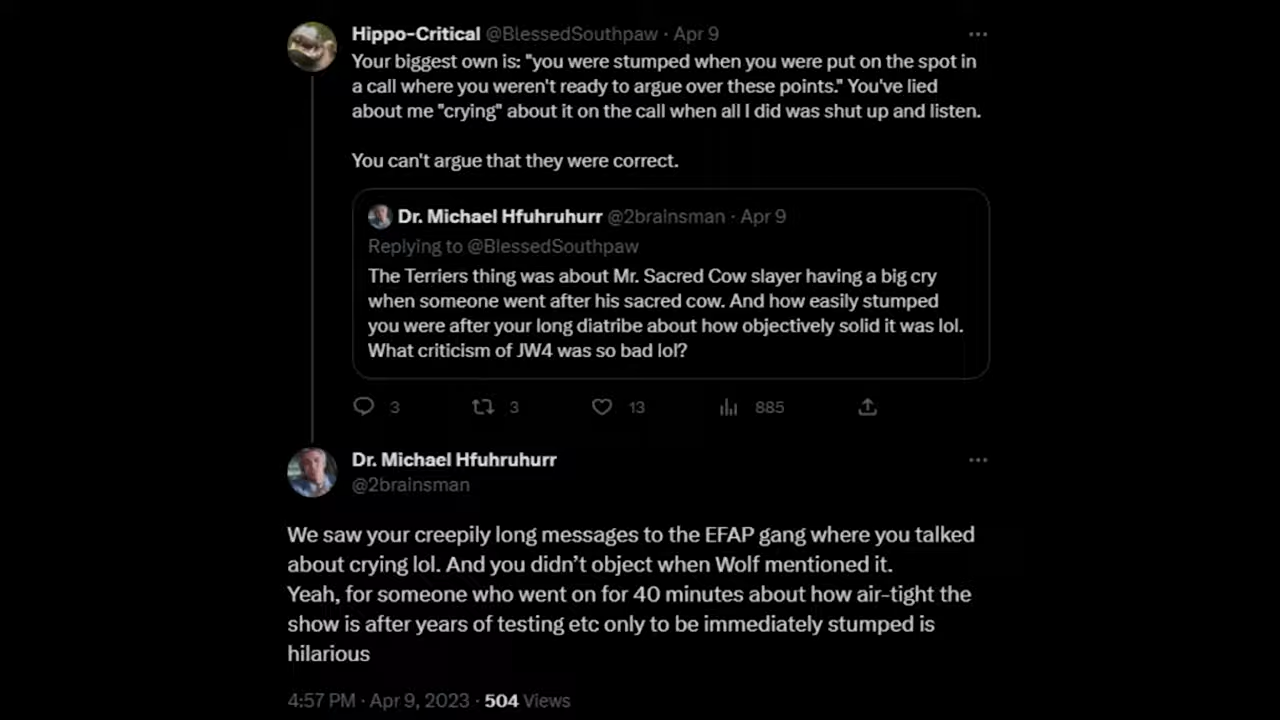 Hippo-Critical @BlessedSouthpaw · Apr 9
Your biggest own is: "you were stumped when you were put on the spot in
a call where you weren't ready to argue over these points." You've lied
about me "crying" about it on the call when all I did was shut up and listen.
You can't argue that they were correct.
Dr. Michael Hfuhruhurr @2brainsman · Apr 9
Replying to @BlessedSouthpaw
The Terriers thing was about Mr. Sacred Cow slayer having a big cry
when someone went after his sacred cow. And how easily stumped
you were after your long diatribe about how objectively solid it was lol.
What criticism of JW4 was so bad lol?
3 3 13 885
Dr. Michael Hfuhruhurr
@2brainsman
We saw your creepily long messages to the EFAP gang where you talked
about crying lol. And you didn’t object when Wolf mentioned it.
Yeah, for someone who went on for 40 minutes about how air-tight the
show is after years of testing etc only to be immediately stumped is
hilarious
4:57 PM · Apr 9, 2023 · 504 Views